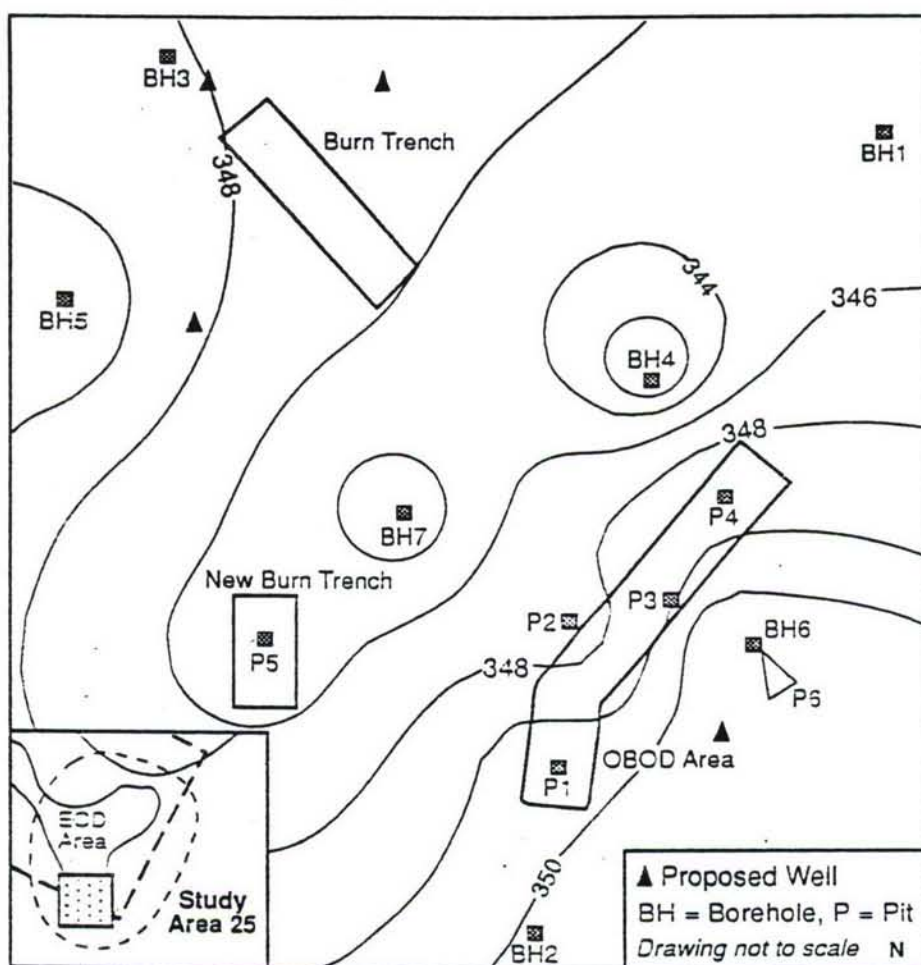 BH3
Burn Trench
BH1
348
344
346
BH5
BH4
348
P4
BH7
New Burn Trench
P3
P2
BH6
P5
348
P6
OBOD Area
P1
EOD
Area
Study
Area 25
350
BH2
Proposed Well
BH = Borehole, P = Pit
Drawing not to scale N